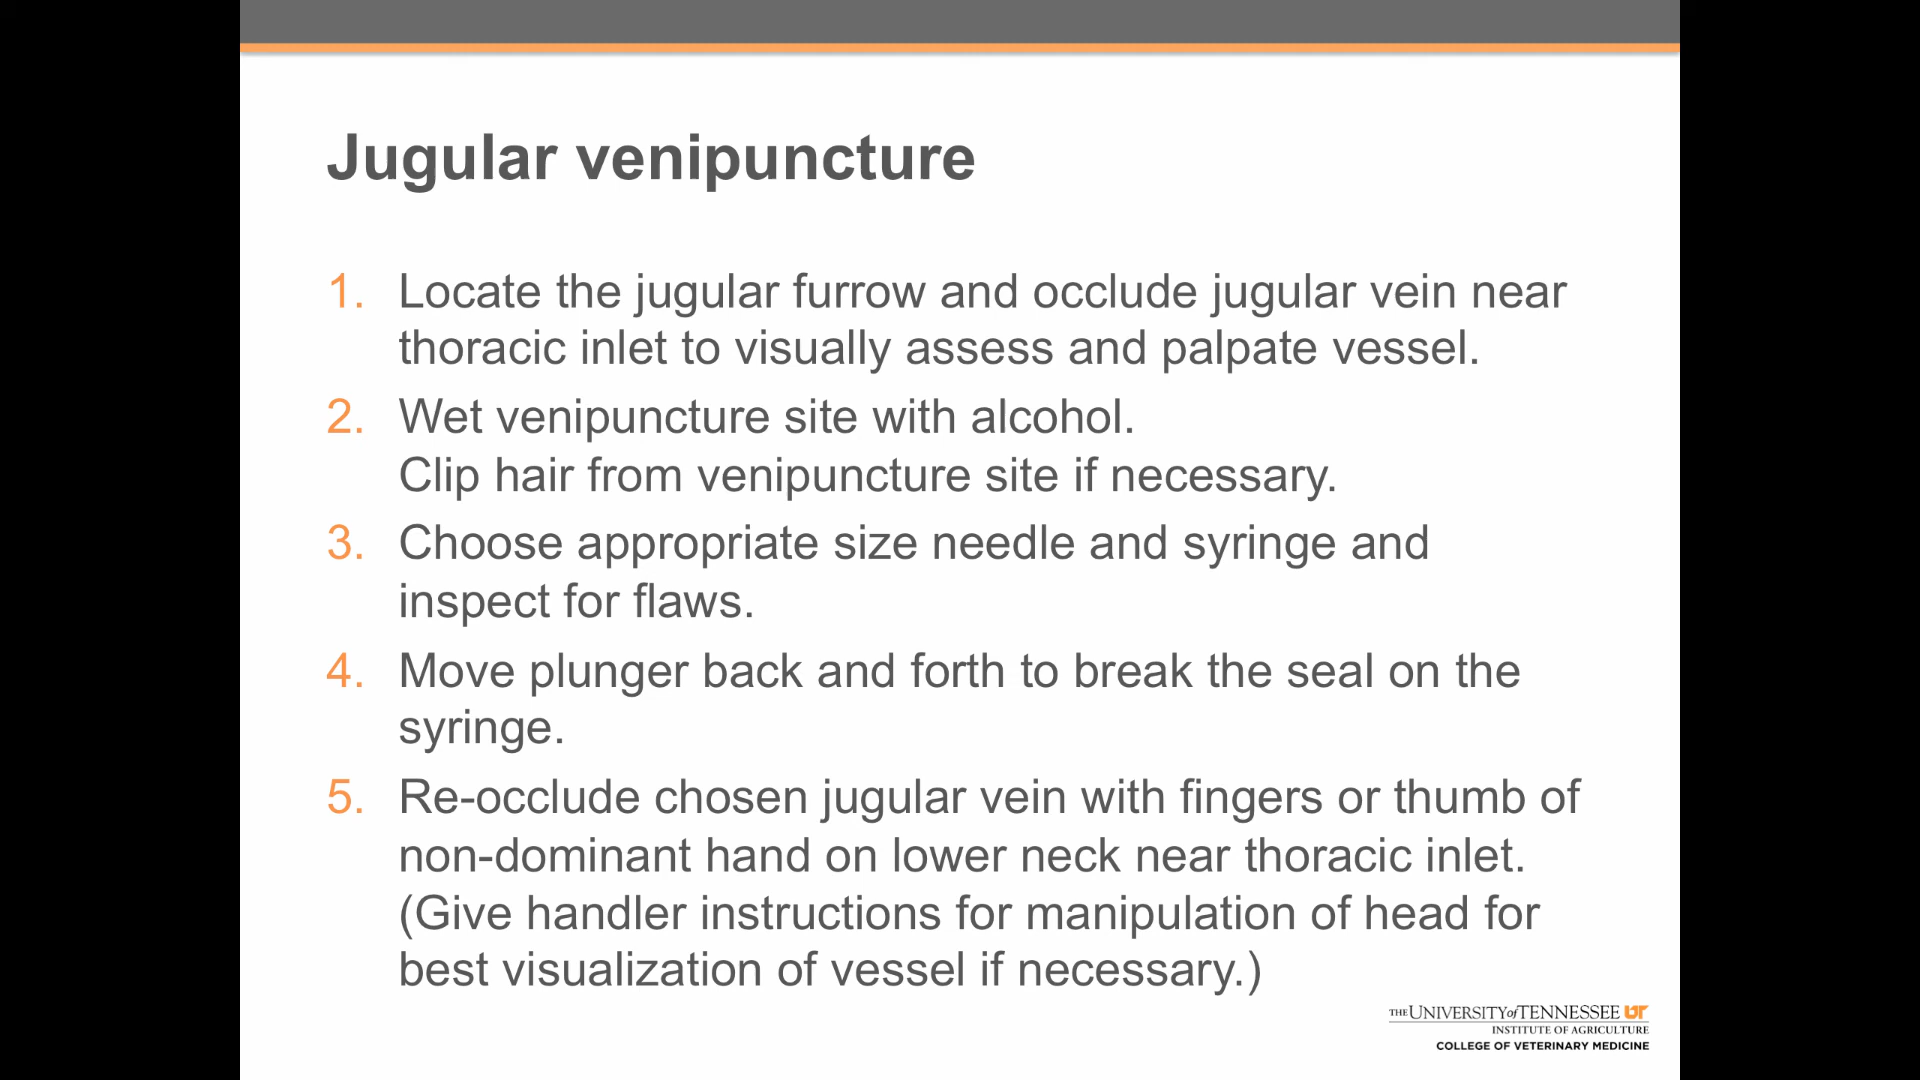 Jugular venipuncture
1. Locate the jugular furrow and occlude jugular vein near
thoracic inlet to visually assess and palpate vessel.
2. Wet venipuncture site with alcohol.
Clip hair from venipuncture site if necessary.
3. Choose appropriate size needle and syringe and
inspect for flaws.
4. Move plunger back and forth to break the seal on the
syringe.
5. Re-occlude chosen jugular vein with fingers or thumb of
non-dominant hand on lower neck near thoracic inlet.
(Give handler instructions for manipulation of head for
best visualization of vessel if necessary.)
THE UNIVERSITY of TENNESSEE UT
INSTITUTE OF AGRICULTURE
COLLEGE OF VETERINARY MEDICINE